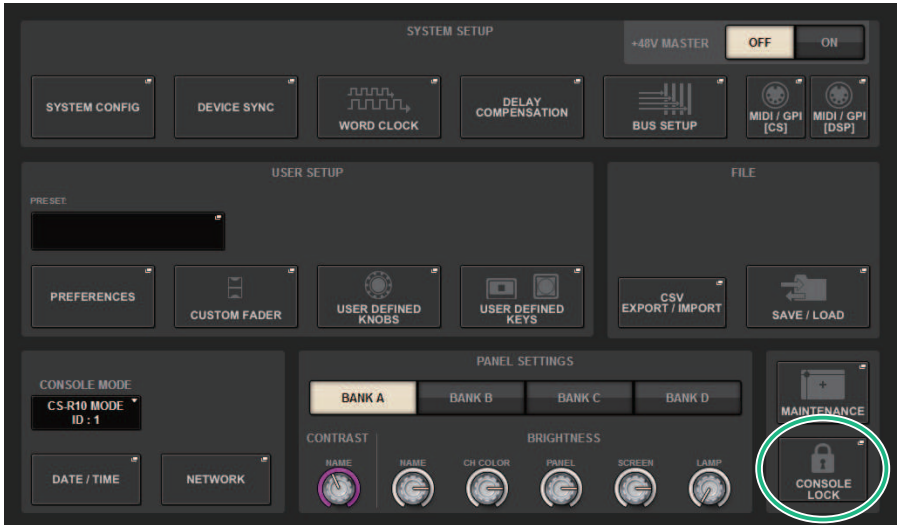 SYSTEM SETUP
+48V MASTER
OFF
ON
SYSTEM CONFIG
DEVICE SYNC
WORD CLOCK
DELAY
COMPENSATION
BUS SETUP
MIDI / GPI
[CS]
MIDI / GPI
[DSP]
USER SETUP
PRESET:
PREFERENCES
CUSTOM FADER
USER DEFINED
KNOBS
USER DEFINED
KEYS
FILE
CSV
EXPORT / IMPORT
SAVE / LOAD
CONSOLE MODE
CS-R10 MODE
ID : 1
DATE / TIME
NETWORK
PANEL SETTINGS
BANK A
BANK B
BANK C
BANK D
CONTRAST
BRIGHTNESS
NAME
NAME
CH COLOR
PANEL
SCREEN
LAMP
MAINTENANCE
CONSOLE
LOCK